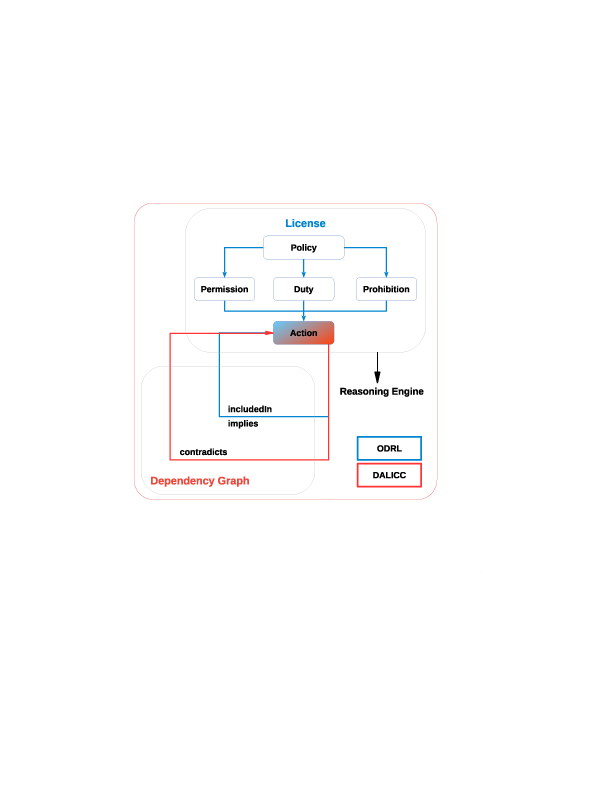 License
Policy
Permission
Duty
Prohibition
Action
Reasoning Engine
includedIn
implies
contradicts
Dependency Graph
ODRL
DALICC